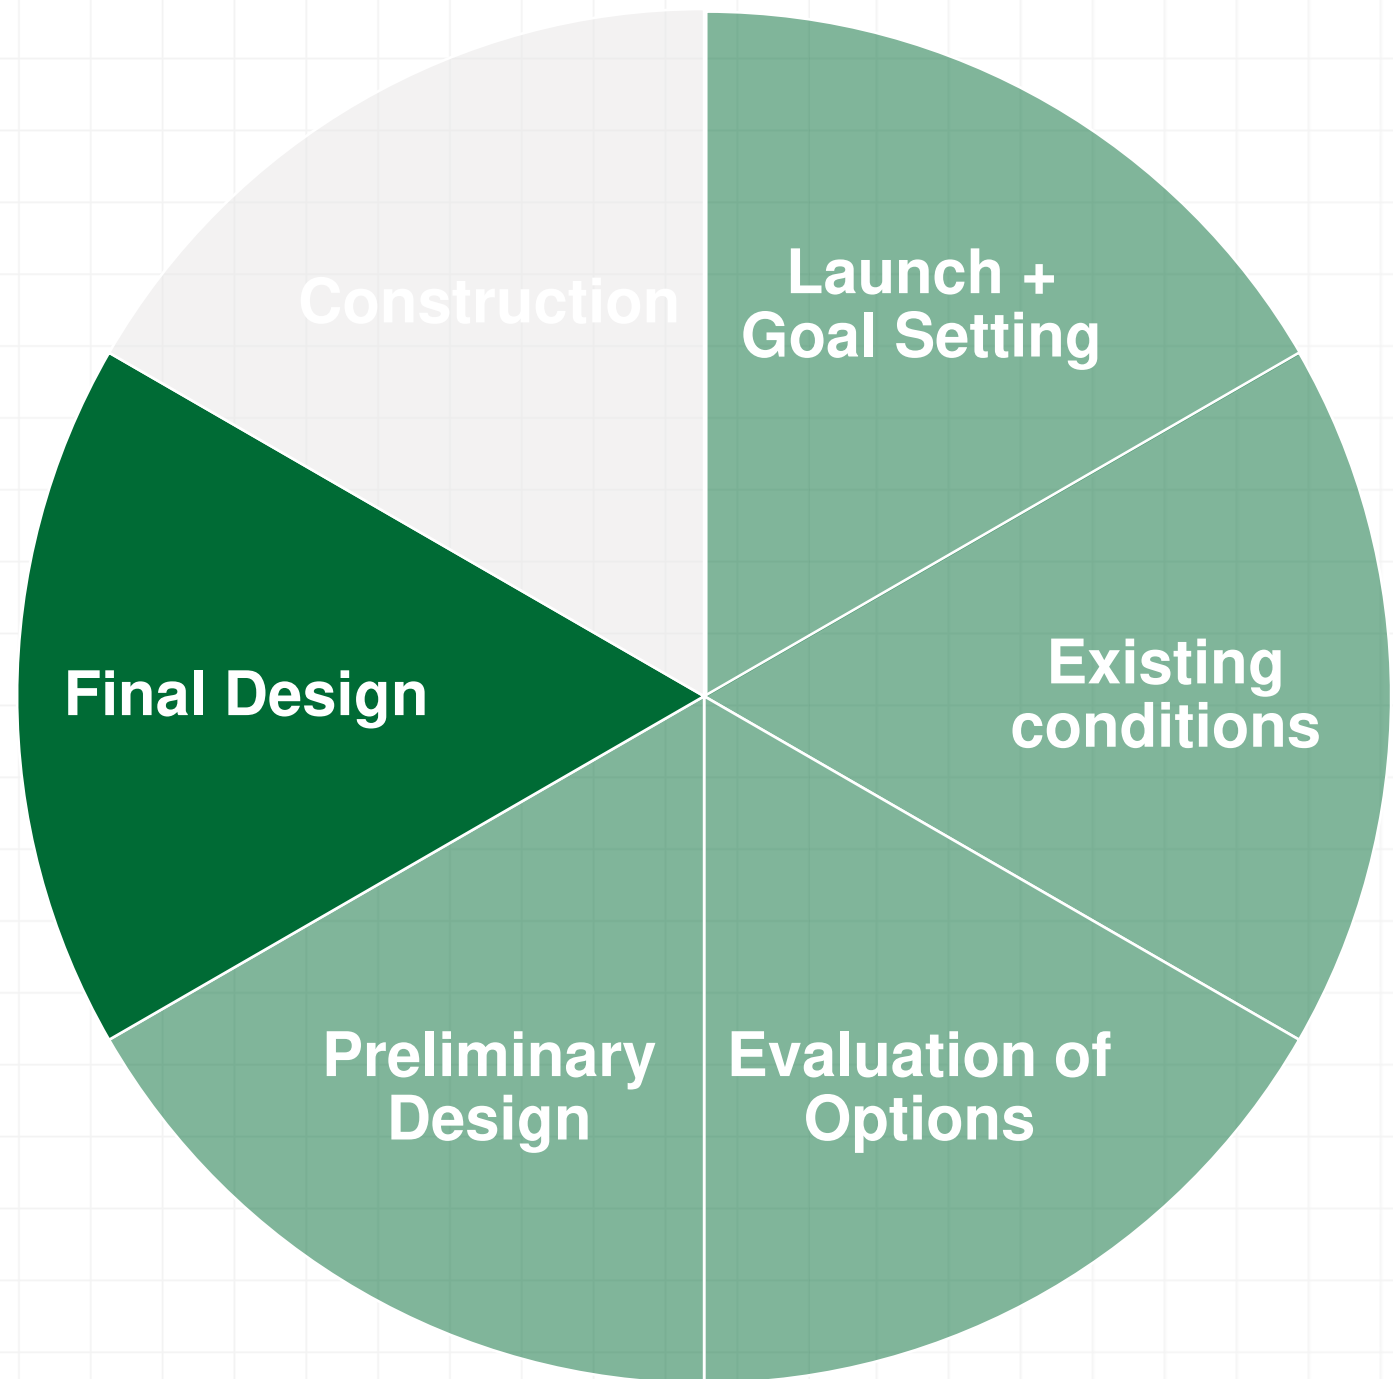 Launch +
Goal Setting
Existing
conditions
Evaluation of
Options
Preliminary
Design
Final Design
Construction